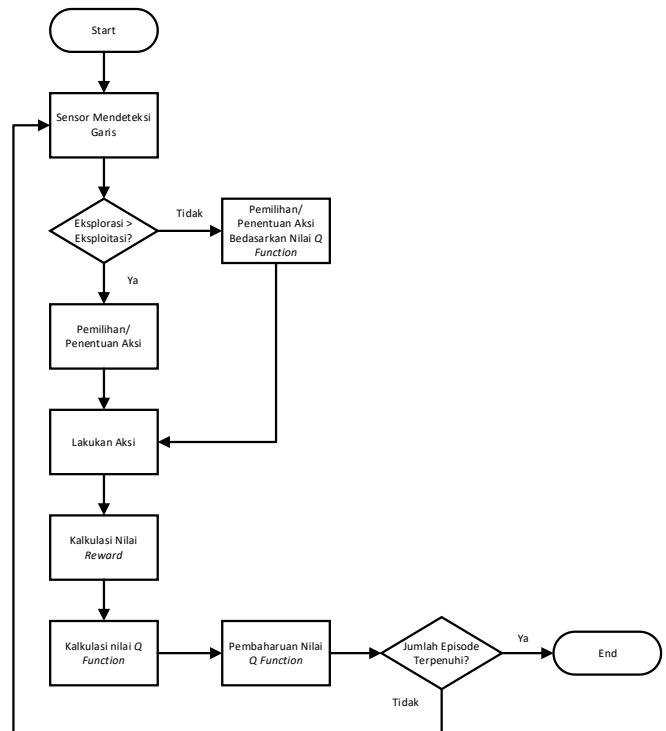 Start
Sensor Mendeteksi
Garis
Eksplorasi >
Eksploitasi?
Tidak
Pemilihan/
Penentuan Aksi
Bedasarkan Nilai Q
Function
Ya
Pemilihan/
Penentuan Aksi
Lakukan Aksi
Kalkulasi Nilai
Reward
Kalkulasi nilai Q
Function
Pembaharuan Nilai
Q Function
Jumlah Episode
Terpenuhi?
Ya
End
Tidak